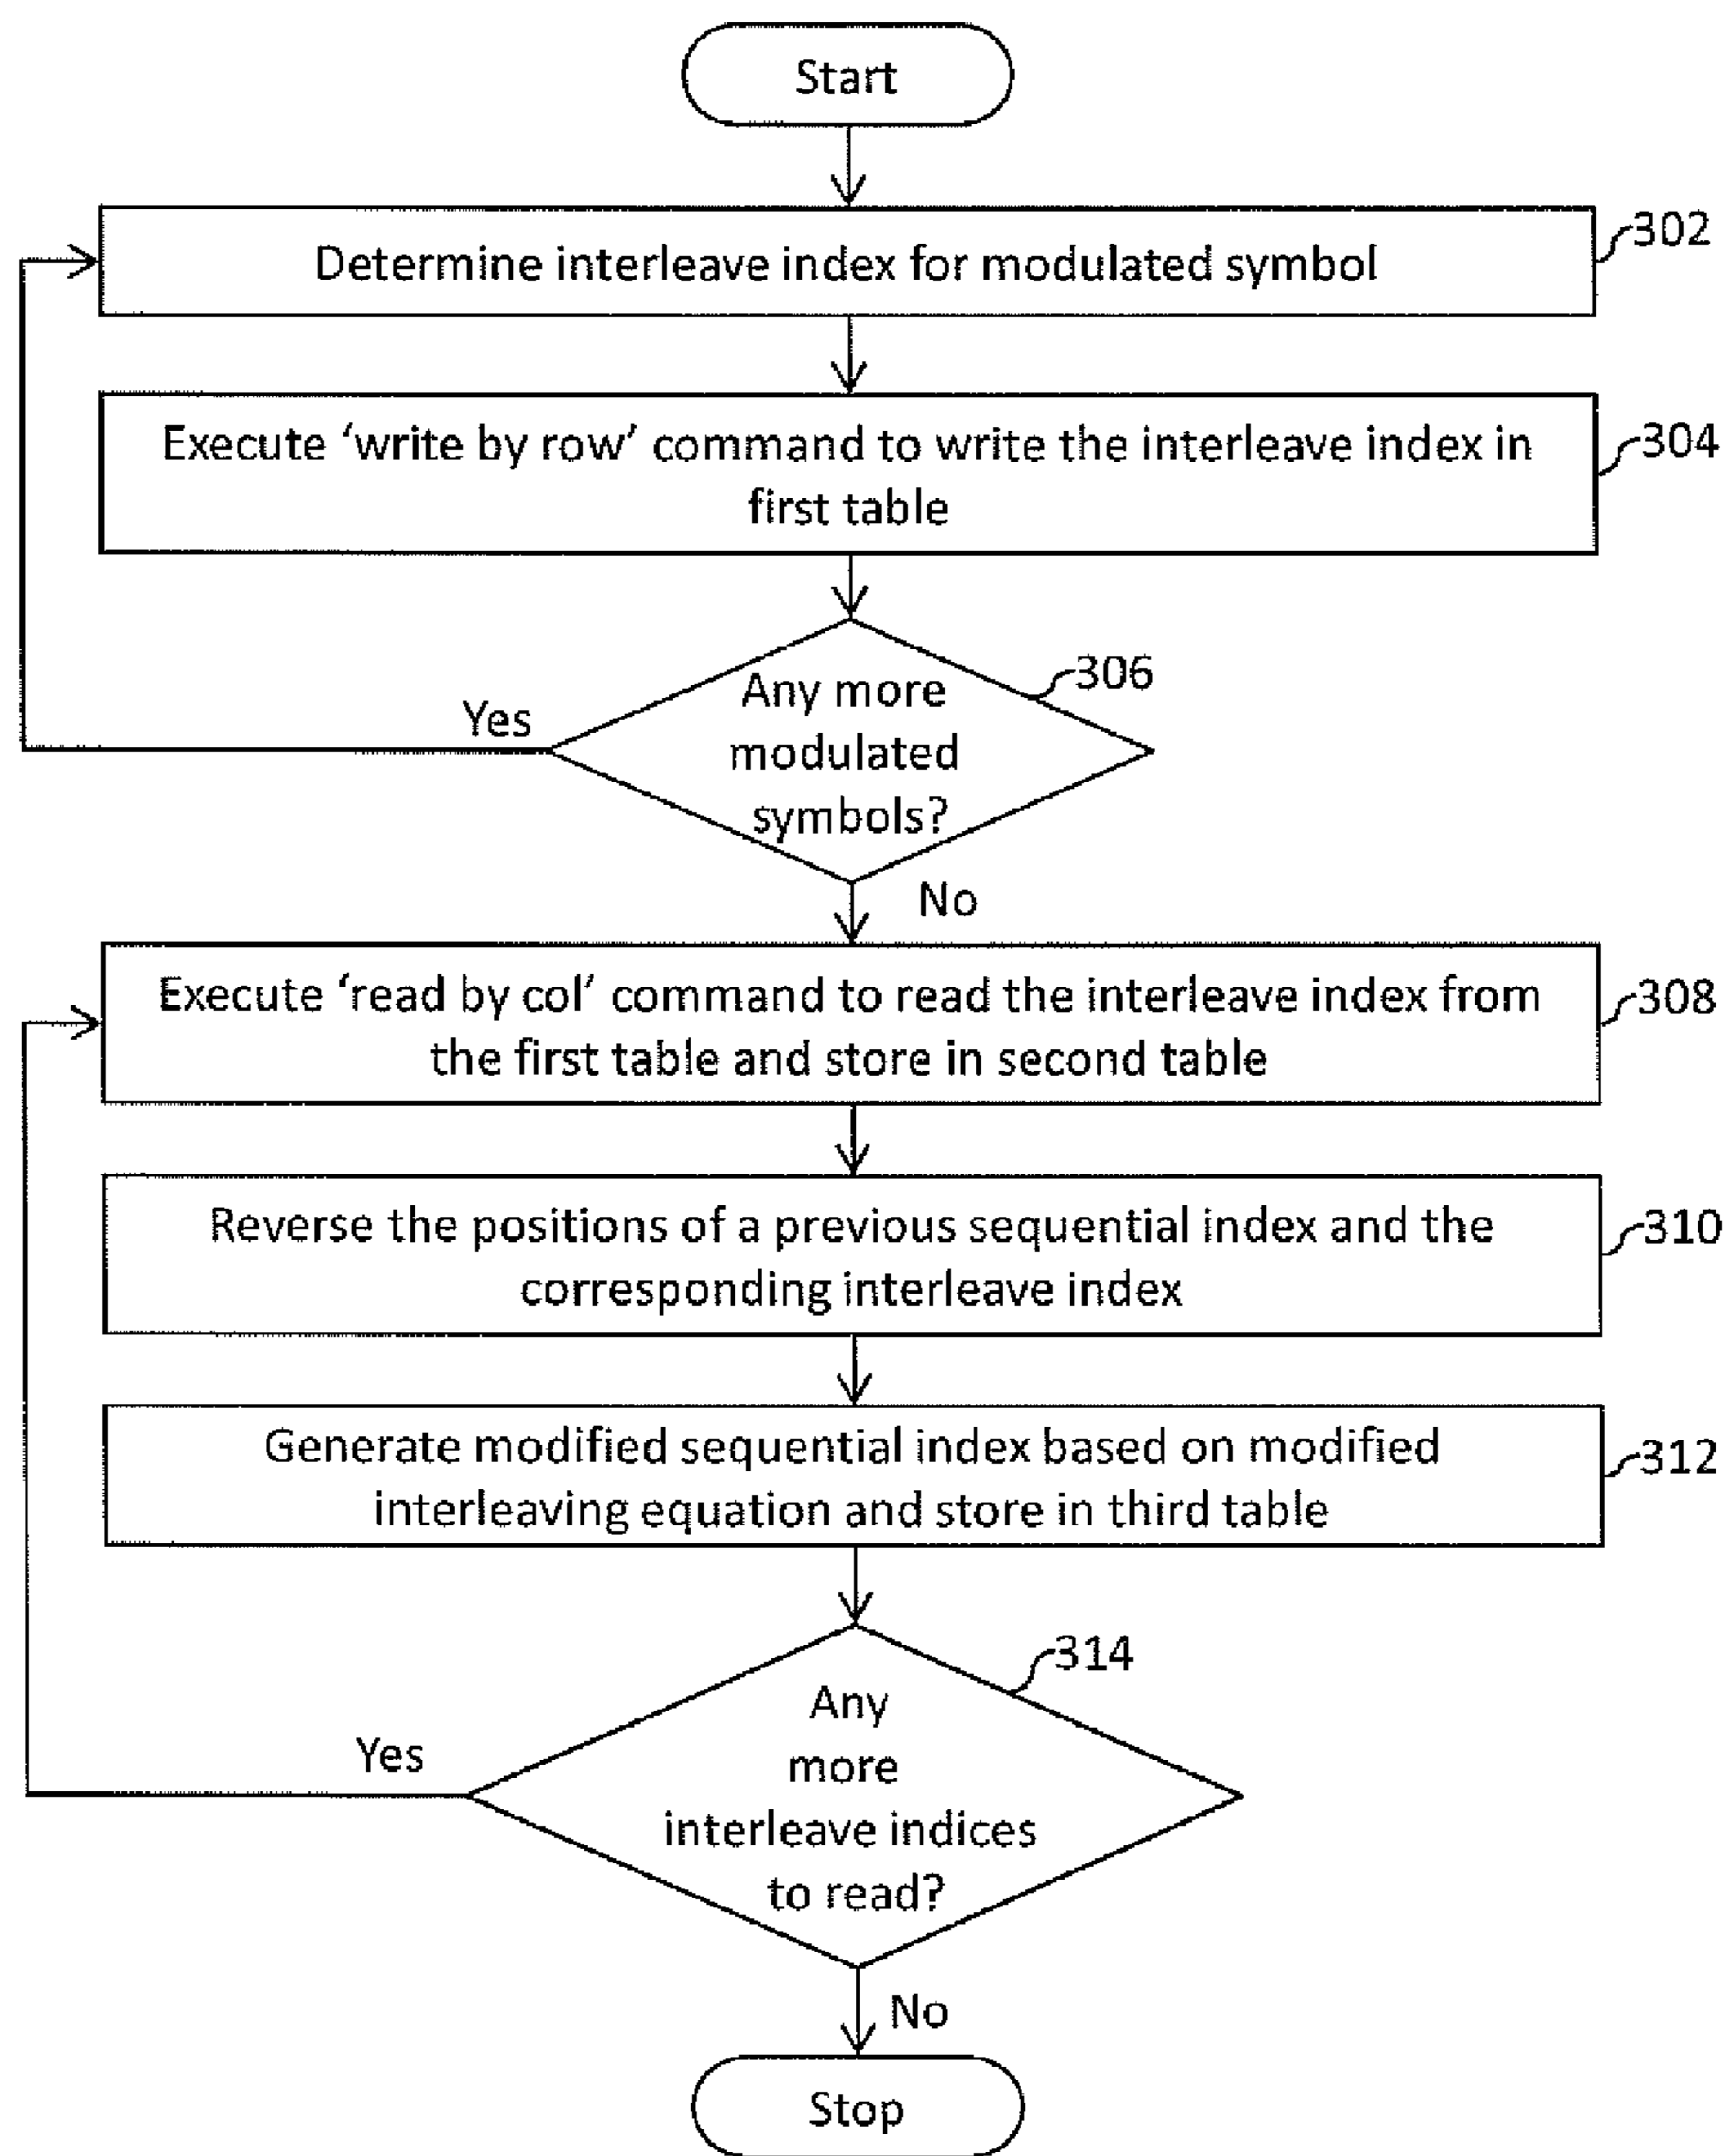 Start
302
Determine interleave index for modulated symbol
Execute ‘write by row’ command to write the interleave index in
304
first table
306
Any more
Yes
modulated
symbols?
No
Execute ‘read by col’ command to read the interleave index from
308
the first table and store in second table
Reverse the positions of a previous sequential index and the
310
corresponding interleave index
Generate modified sequential index based on modified
312
interleaving equation and store in third table
314
Any
Yes
more
interleave indices
to read?
No
Stop